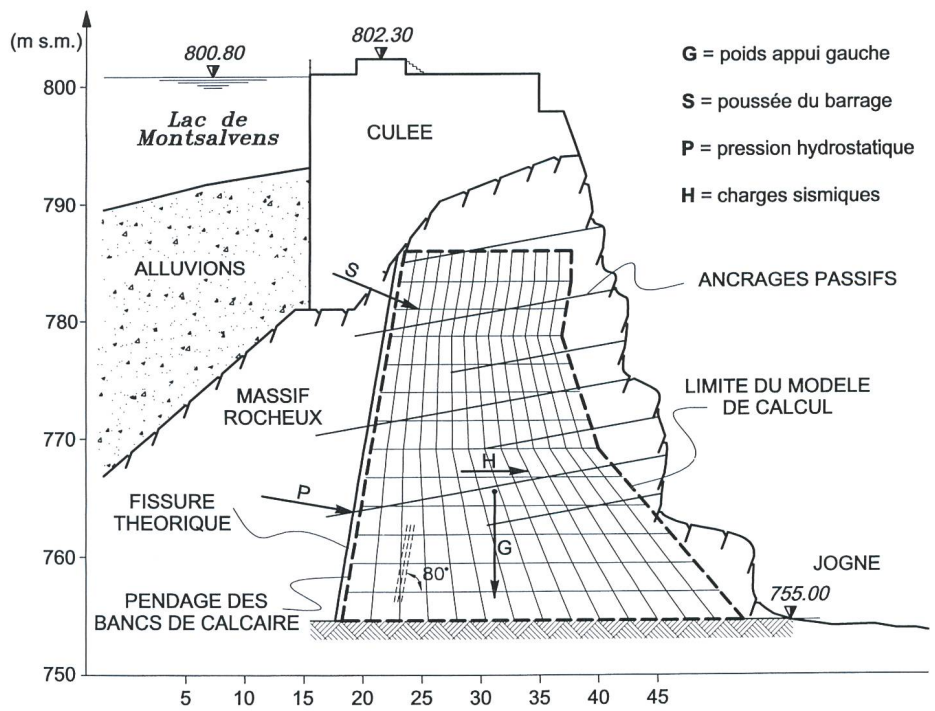 (m s.m.)
800.80
802.30
G = poids appui gauche
S = poussée du barrage
P = pression hydrostatique
H = charges sismiques
800
Lac de
Montsalvens
CULEE
790
ALLUVIONS
S
ANCRAGES PASSIFS
780
MASSIF
ROCHEUX
LIMITE DU MODELE
DE CALCUL
770
H
P
FISSURE
THEORIQUE
G
760
80°
JOGNE
PENDAGE DES
BANCS DE CALCAIRE
755.00
750
5 10 15 20 25 30 35 40 45